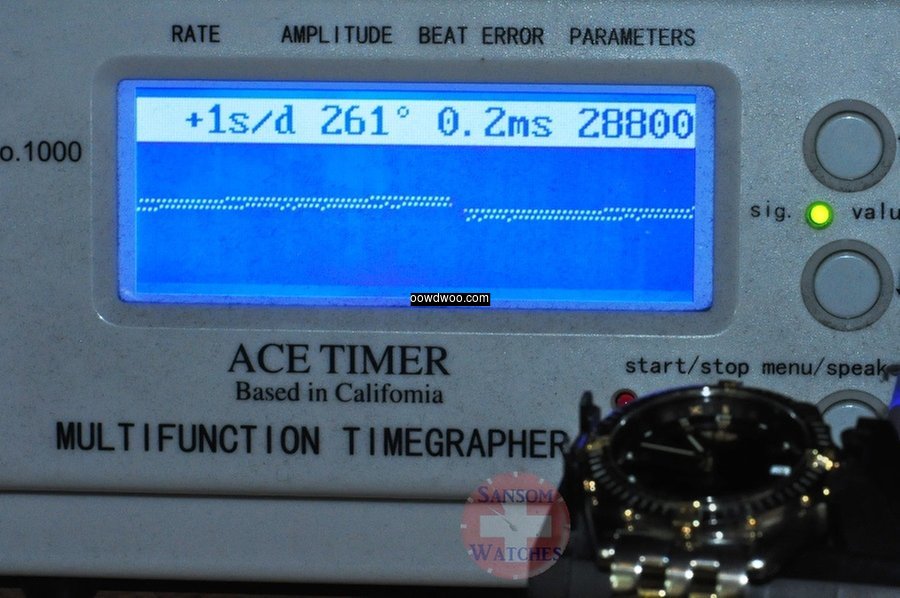 RATE AMPLITUDE BEAT ERROR PARAMETERS
+1s/d 261° 0.2ms 28800
o.1000
sig. valu
oowdwoo.com
ACE TIMER
Based in Califomia
start/stop menu/speak
MULTIFUNCTION TIMEGRAPHER
SANSOM
WATCHES